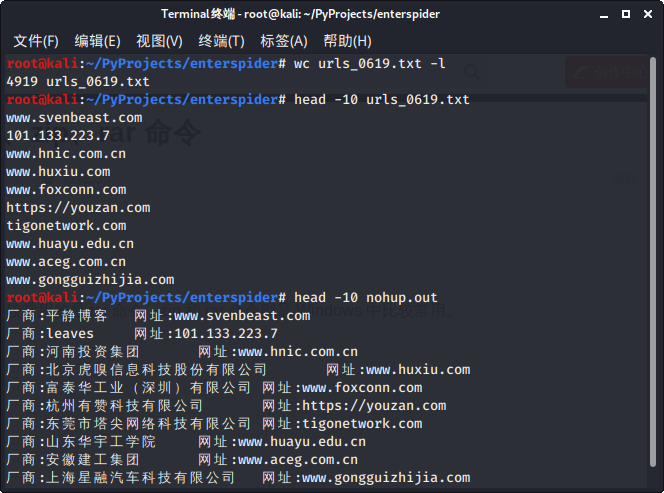 Terminal终端 - root@kali: ~/PyProjects/enterspider
文件(F) 编辑(E) 视图(V) 终端(T) 标签(A) 帮助(H)
root@kali:~/PyProjects/enterspider# wc urls_0619.txt -l
4919 urls_0619.txt
root@kali:~/PyProjects/enterspider# head -10 urls_0619.txt
www.svenbeast.com
101.133.223.7
www.hnic.com.cn
www.huxiu.com
www.foxconn.com
https://youzan.com
tigonetwork.com
www.huayu.edu.cn
www.aceg.com.cn
www.gongguizhijia.com
root@kali:~/PyProjects/enterspider# head -10 nohup.out
厂商:平静博客 网址:www.svenbeast.com
厂商:leaves 网址:101.133.223.7
厂商:河南投资集团 网址:www.hnic.com.cn
厂商:北京虎嗅信息科技股份有限公司 网址:www.huxiu.com
厂商:富泰华工业（深圳）有限公司 网址:www.foxconn.com
厂商:杭州有赞科技有限公司 网址:https://youzan.com
厂商:东莞市塔尖网络科技有限公司 网址:tigonetwork.com
厂商:山东华宇工学院 网址:www.huayu.edu.cn
厂商:安徽建工集团 网址:www.aceg.com.cn
厂商:上海星融汽车科技有限公司 网址:www.gongguizhijia.com